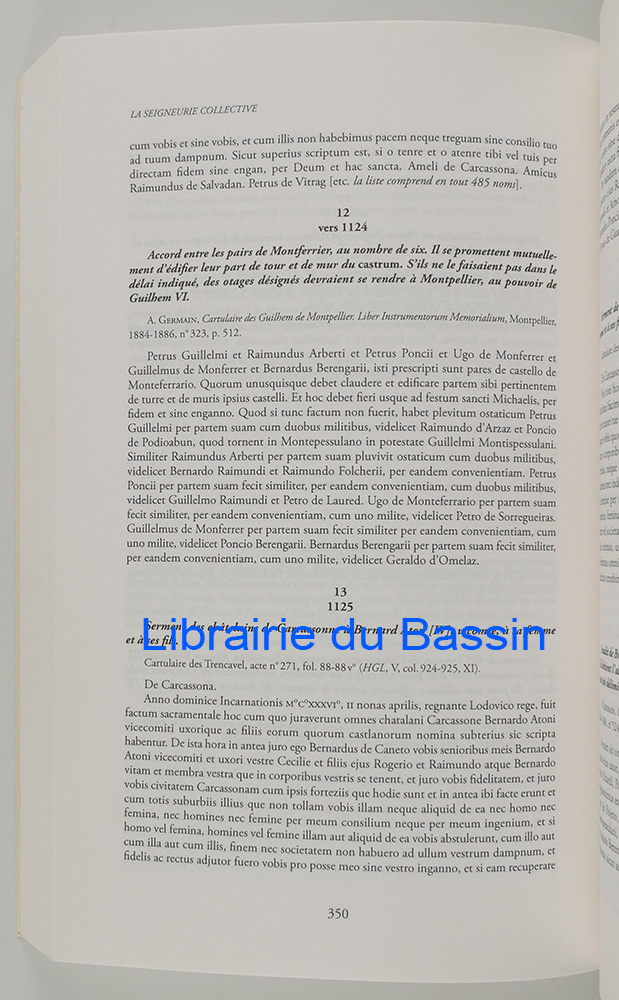 LA SEIGNEURIE COLLECTIVE
cum vobis et sine vobis, et cum illis non habebimus pacem neque treguam sine consilio tuo
ad tuum dampnum. Sicut superius scriptum est, si o tenre et o atenre tibi vel tuis per
directam fidem sine engan, per Deum et hac sancta. Ameli de Carcassona. Amicus
Raimundus de Salvadan. Petrus de Vitrag [etc. la liste comprend en tout 485 noms].
12
vers 1124
Accord entre les pairs de Montferrier, au nombre de six. Il se promettent mutuelle-
ment d'édifier leur part de tour et de mur du castrum. S'ils ne le faisaient pas dans le
délai indiqué, des otages désignés devraient se rendre à Montpellier, au pouvoir de
Guilhem VI.
A. GERMAIN, Cartulaire des Guilhem de Montpellier. Liber Instrumentorum Memorialium, Montpellier,
1884-1886, n° 323, p. 512.
Petrus Guillelmi et Raimundus Arberti et Petrus Poncii et Ugo de Monferrer et
Guillelmus de Monferrer et Bernardus Berengarii, isti prescripti sunt pares de castello de
Monteferrario. Quorum unusquisque debet claudere et edificare partem sibi pertinentem
de turre et de muris ipsius castelli. Et hoc debet fieri usque ad festum sancti Michaelis, per
fidem et sine enganno. Quod si tunc factum non fuerit, habet plevitum ostaticum Petrus
Guillelmi per partem suam cum duobus militibus, videlicet Raimundo d'Arzaz et Poncio
de Podioabun, quod tornent in Montepessulano in potestate Guillelmi Montispessulani.
Similiter Raimundus Arberti per partem suam pluvivit ostaticum cum duobus militibus,
videlicet Bernardo Raimundi et Raimundo Folcherii, per eandem convenientiam. Petrus
Poncii per partem suam fecit similiter, per eandem convenientiam, cum duobus militibus,
videlicet Guillelmo Raimundi et Petro de Laured. Ugo de Monteferrario per partem suam
fecit similiter, per eandem convenientiam, cum uno milite, videlicet Petro de Sorregueiras.
Guillelmus de Monferrer per partem suam fecit similiter per eandem convenientiam, cum
uno milite, videlicet Poncio Berengarii. Bernardus Berengarii per partem suam fecit similiter,
per eandem convenientiam, cum uno milite, videlicet Geraldo d'Omelaz.
13
1125
Librairie du Bassin
et à ses fils.
Cartulaire des Trencavel, acte n° 271, fol. 88-88 v° (HGL, V, col. 924-925, XI).
De Carcassona.
Anno dominice Incarnationis M°C°XXXVI°, II nonas aprilis, regnante Lodovico rege, fuit
factum sacramentale hoc cum quo juraverunt omnes chatalani Carcassone Bernardo Atoni
vicecomiti uxorique ac filiis eorum quorum castlanorum nomina subterius sic scripta
habentur. De ista hora in antea juro ego Bernardus de Caneto vobis senioribus meis Bernardo
Atoni vicecomiti et uxori vestre Cecilie et filiis ejus Rogerio et Raimundo atque Bernardo
vitam et membra vestra que in corporibus vestris se tenent, et juro vobis fidelitatem, et juro
vobis civitatem Carcassonam cum ipsis forteziis que hodie sunt et in antea ibi facte erunt et
cum totis suburbiis illius que non tollam vobis illam neque aliquid de ea nec homo nec
femina, nec homines nec femine per meum consilium neque per meum ingenium, et si
homo vel femina, homines vel femine illam aut aliquid de ea vobis abstulerunt, cum illo aut
cum illa aut cum illis, finem nec societatem non habuero ad ullum vestrum dampnum, et
fidelis ac rectus adjutor fuero vobis pro posse meo sine vestro inganno, et si eam recuperare
350